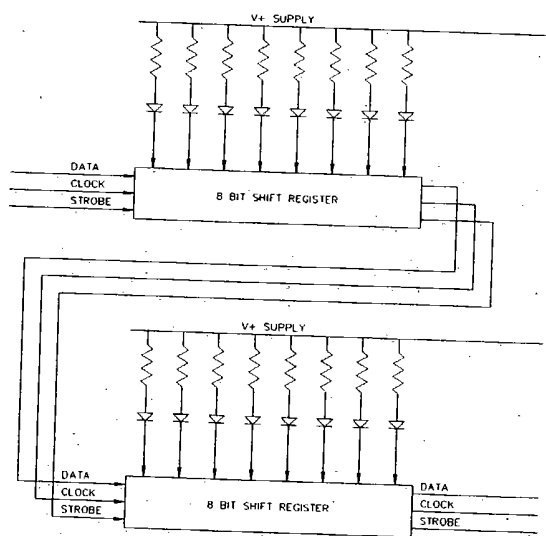 V+ SUPPLY
DATA
CLOCK
STROBE
8 BIT SHIFT REGISTER
V+ SUPPLY
DATA
CLOCK
STROBE
8 BIT SHIFT REGISTER
DATA
CLOCK
STROBE